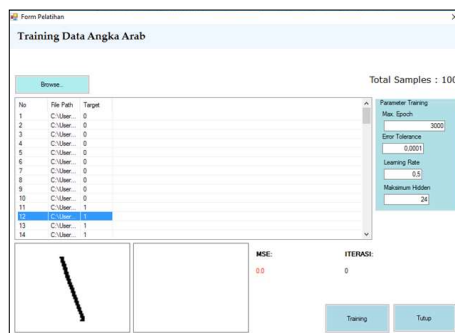 Form Pelatihan
Training Data Angka Arab
Browse..
Total Samples : 100
No File Path Target
1 C:\User... 0
2 C:\User... 0
3 C:\User... 0
4 C:\User... 0
5 C:\User... 0
6 C:\User... 0
7 C:\User... 0
8 C:\User... 0
9 C:\User... 0
10 C:\User... 0
11 C:\User... 1
12 C:\User... 1
13 C:\User... 1
14 C:\User... 1
Parameter Training
Max. Epoch
3000
Error Tolerance
0,0001
Learning Rate
0,5
Maksimum Hidden
24
MSE: ITERASI:
0.0 0
Training Tutup